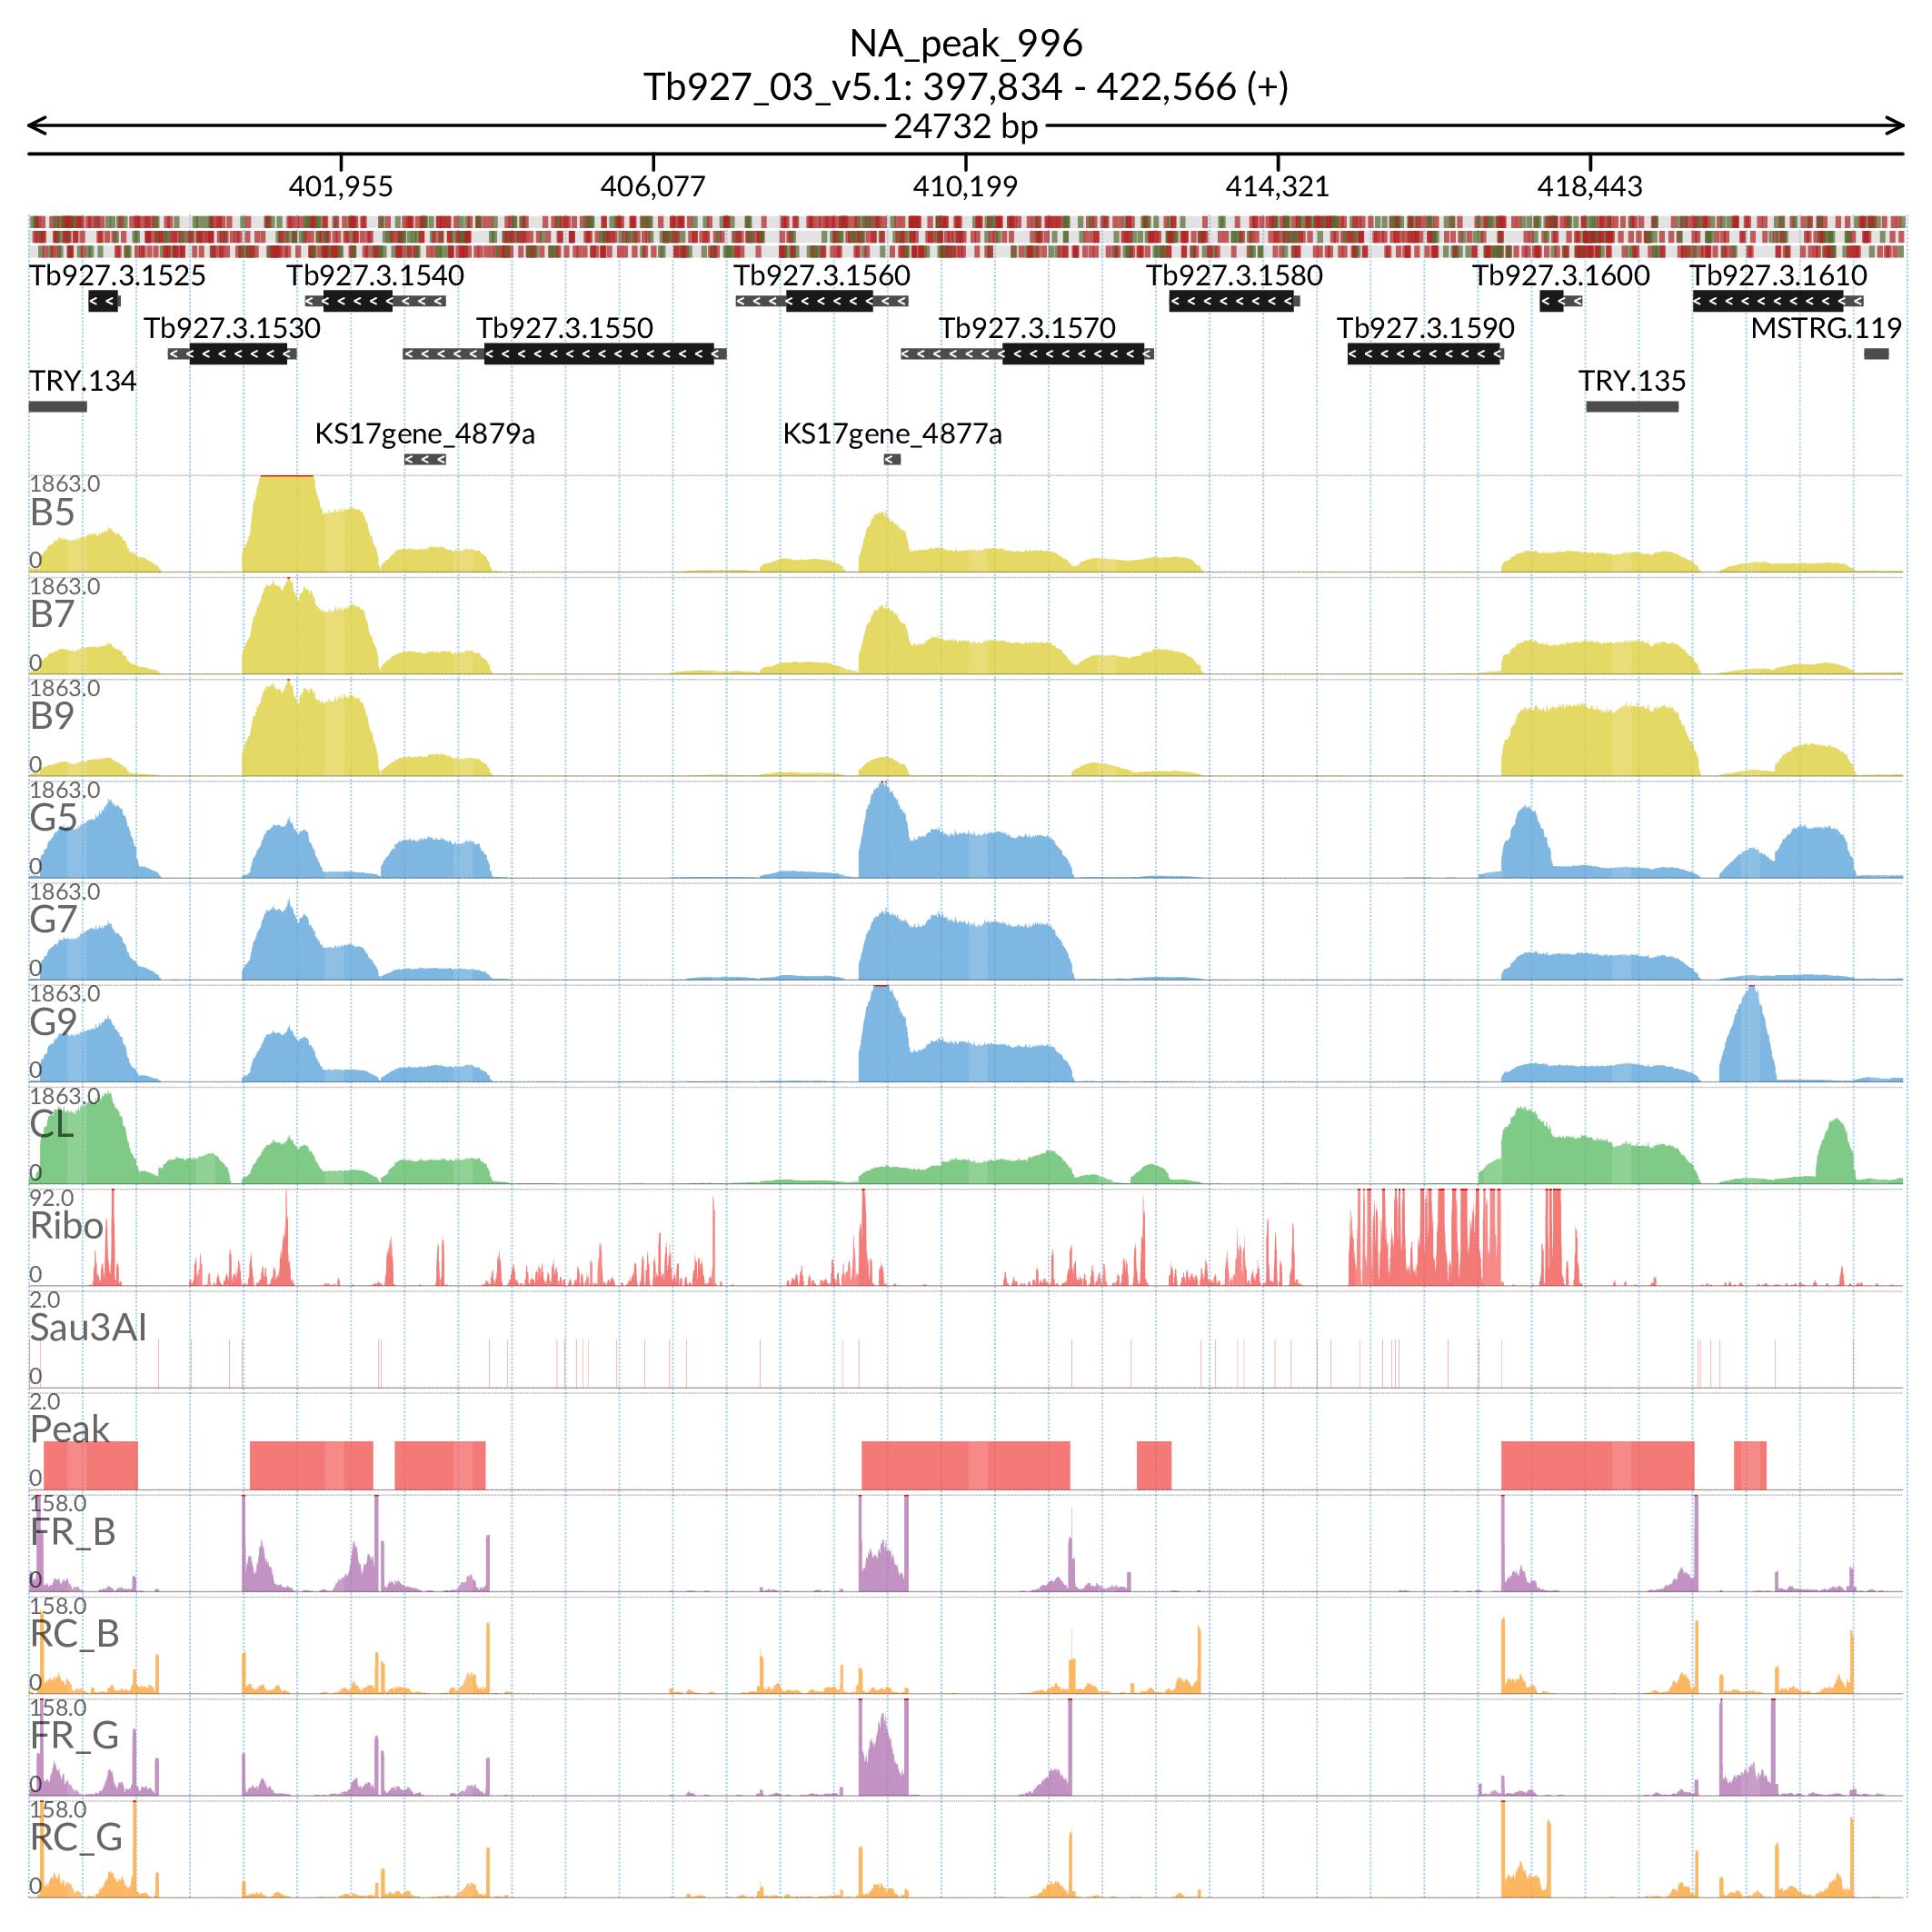 NA_peak_996
Tb927_03_v5.1: 397,834 - 422,566 (+)
24732 bp
401,955 406,077 410,199 414,321 418,443
Tb927.3.1525 Tb927.3.1540 Tb927.3.1560 Tb927.3.1580 Tb927.3.1600 Tb927.3.1610
Tb927.3.1530 Tb927.3.1550 Tb927.3.1570 Tb927.3.1590 MSTRG.119
TRY.134 TRY.135
KS17gene_4879a KS17gene_4877a
1863.0
B5
0
1863.0
B7
0
1863.0
B9
0
1863.0
G5
0
1863.0
G7
0
1863.0
G9
0
1863.0
CL
0
92.0
Ribo
0
2.0
Sau3AI
0
2.0
Peak
0
158.0
FR_B
0
158.0
RC_B
0
158.0
FR_G
0
158.0
RC_G
0